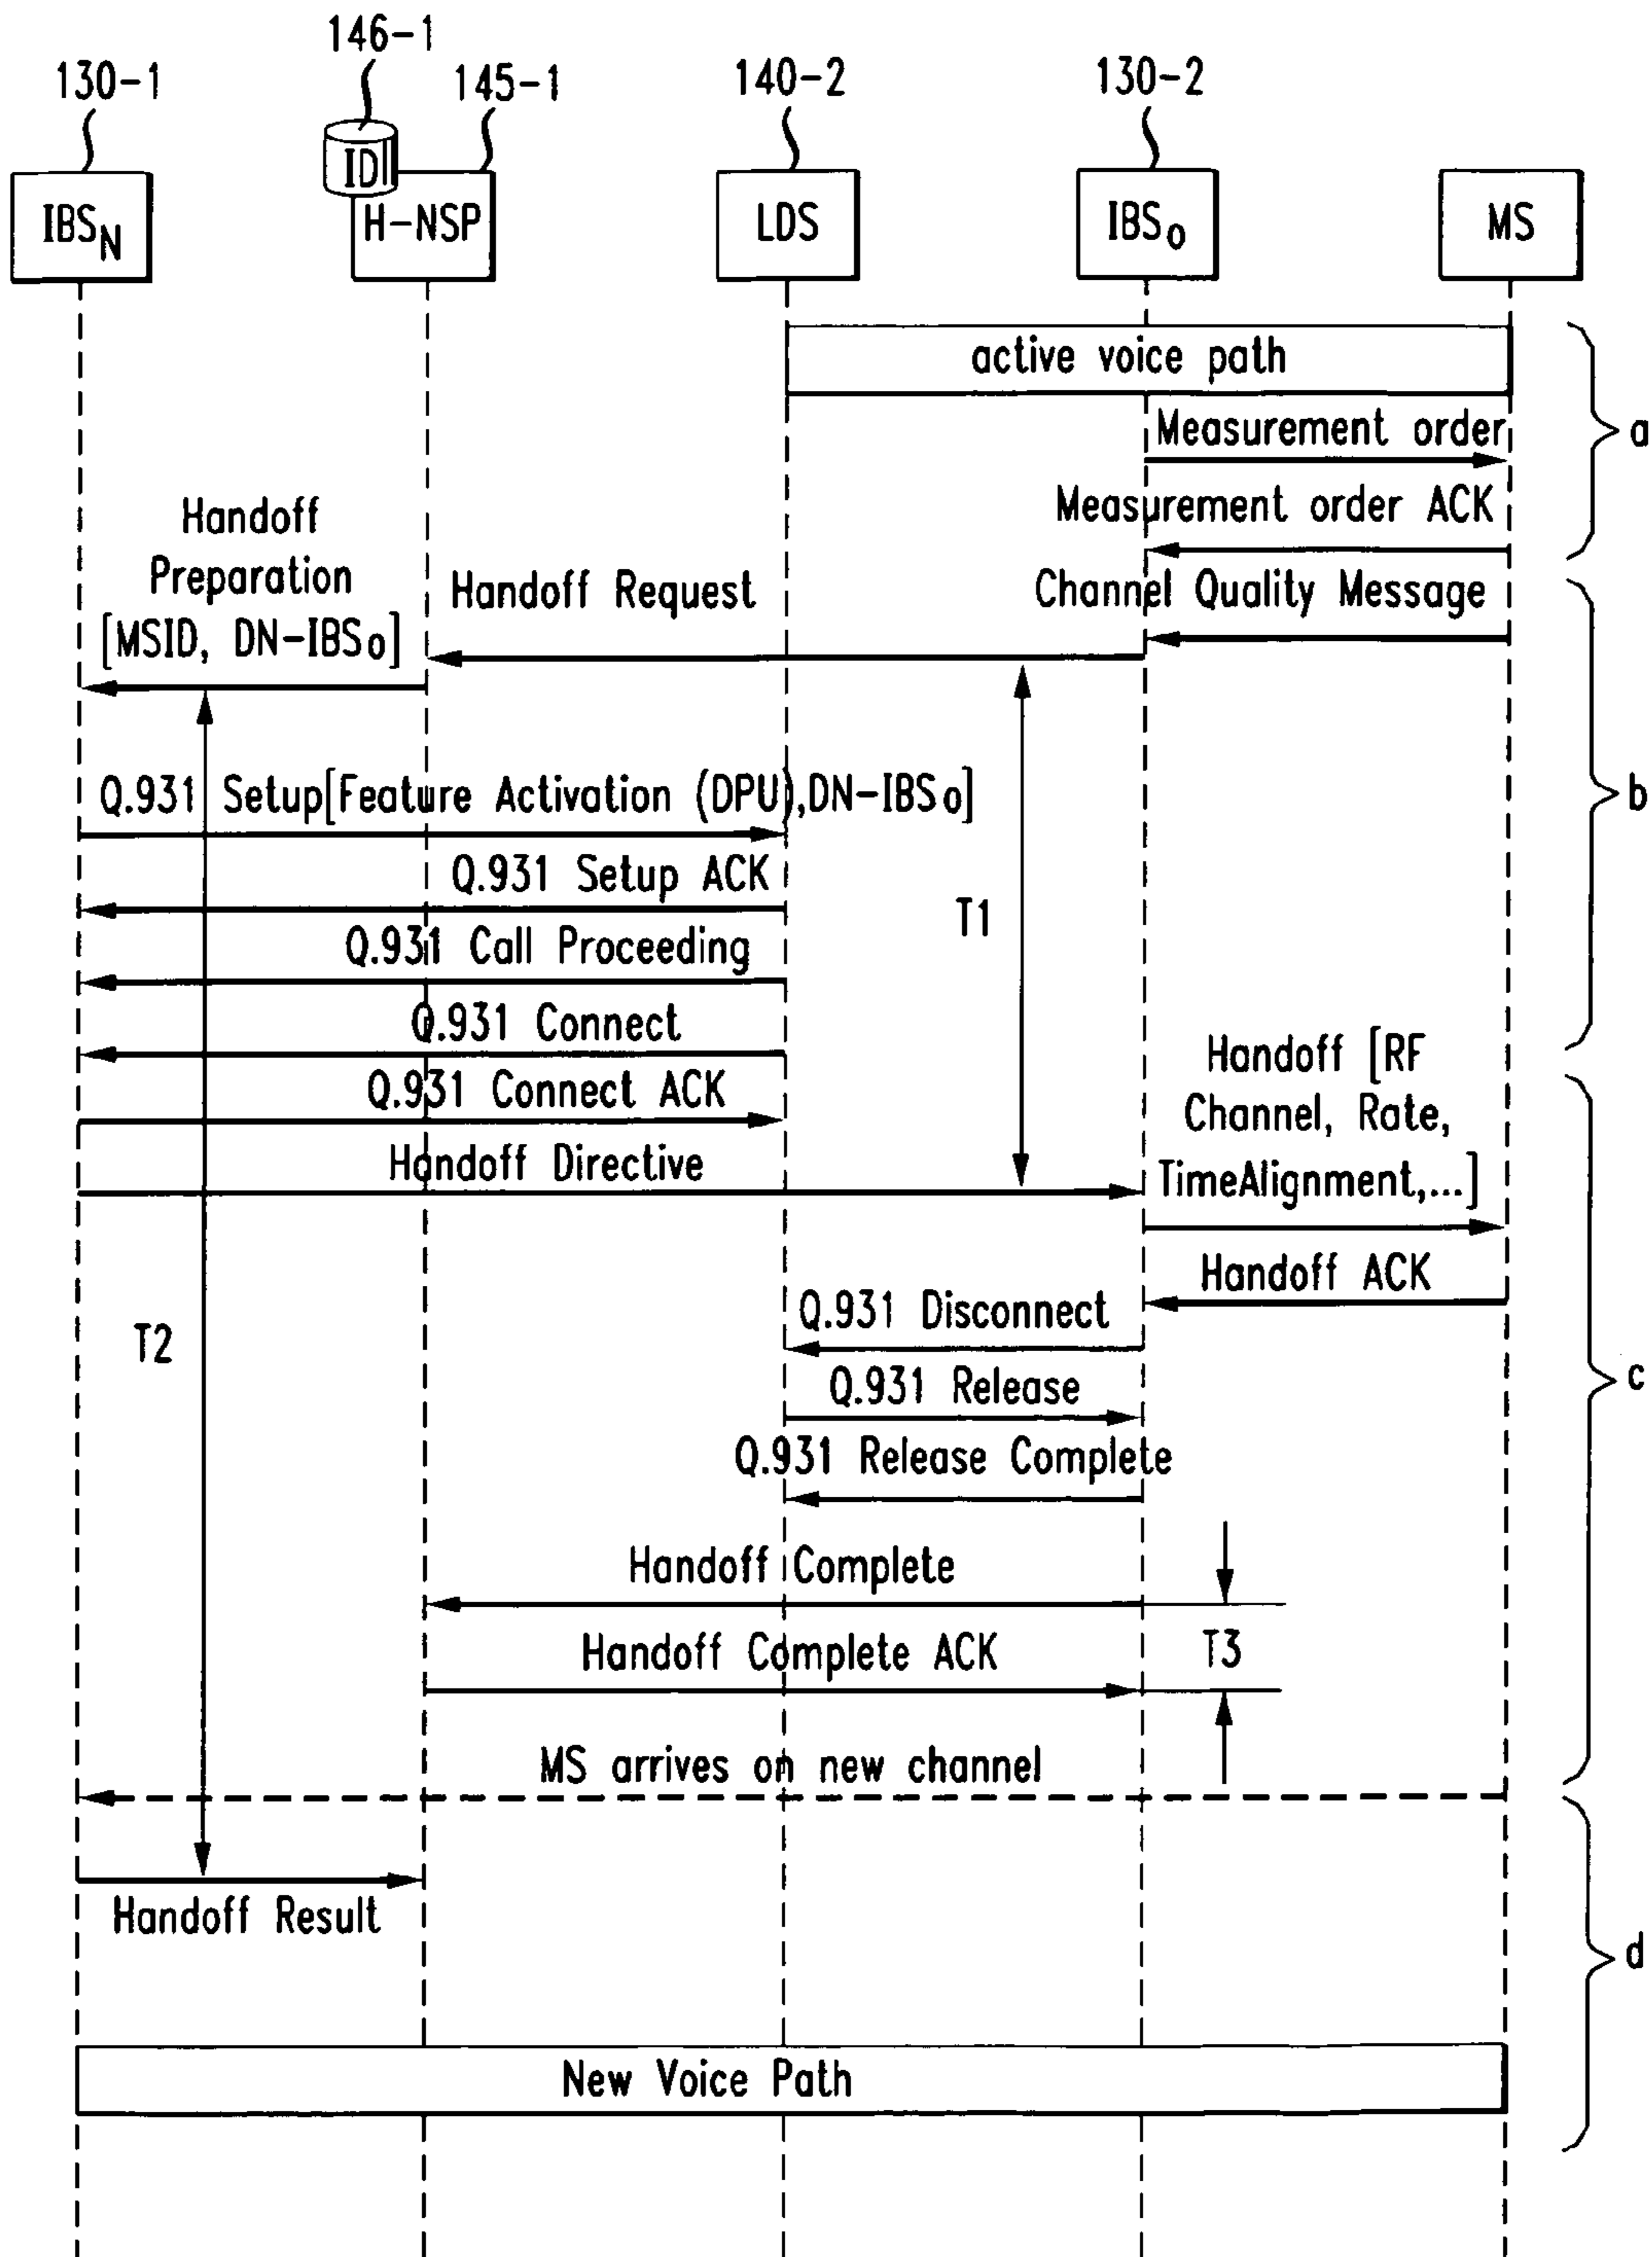 146-1
130-1
145-1
140-2
130-2
ID
IBSN
H-NSP
LDS
IBSo
MS
active voice path
Measurement order
a
Measurement order ACK
Handoff
Preparation
[MSID, DN-IBSo]
Handoff Request
Channel Quality Message
Q.931 Setup[Feature Activation (DPU),DN-IBSo]
b
Q.931 Setup ACK
T1
Q.931 Call Proceeding
Q.931 Connect
Handoff [RF
Channel, Rate,
TimeAlignment,...]
Q.931 Connect ACK
Handoff Directive
Handoff ACK
Q.931 Disconnect
T2
c
Q.931 Release
Q.931 Release Complete
Handoff Complete
Handoff Complete ACK
T3
MS arrives on new channel
Handoff Result
d
New Voice Path